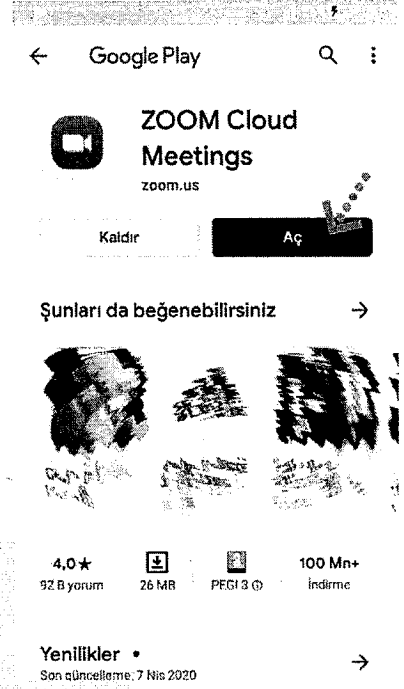 Google Play
ZOOM Cloud
Meetings
zoom.us
Kaldır
Aç
Şunları da beğenebilirsiniz
4,0★
92 B yorum
26 MB
PEGI 3
100 Mn+
İndirme
Yenilikler •
Son güncelleme: 7 Nis 2020